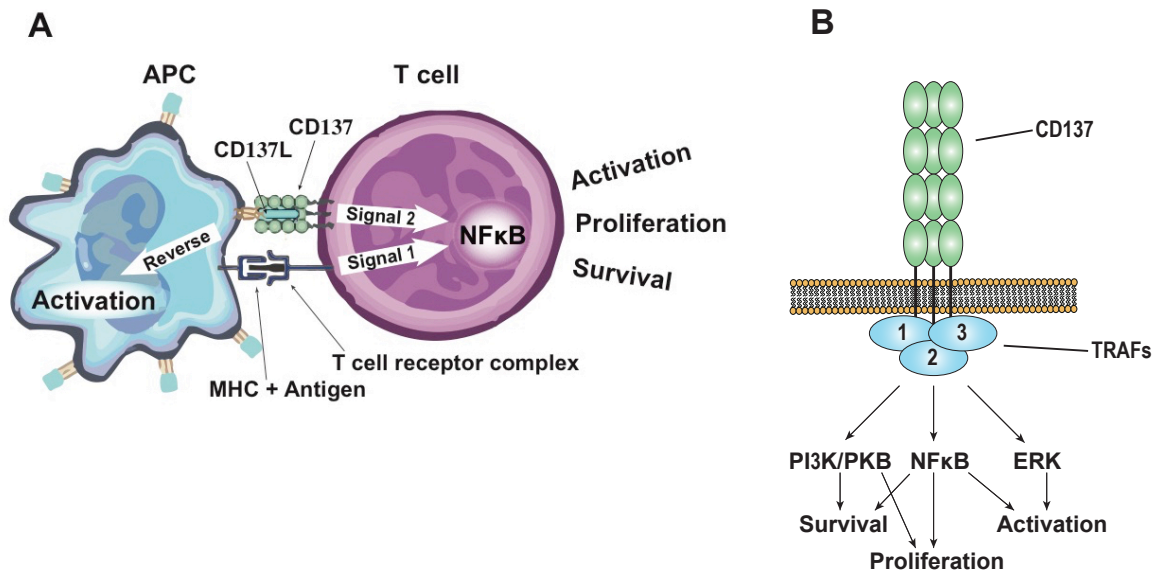 A
APC
T cell
CD137L
CD137
Signal 2
Signal 1
NFκB
Reverse
Activation
Activation
Proliferation
Survival
T cell receptor complex
MHC + Antigen
B
CD137
1
2
3
TRAFs
PI3K/PKB
NFκB
ERK
Survival
Activation
Proliferation